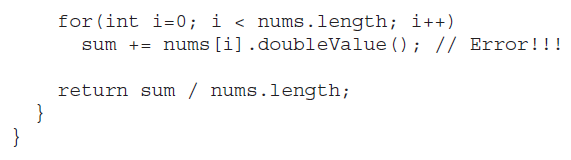 for(int i=0; i < nums.length; i++)
sum += nums[i].doubleValue(); // Error!!!
return sum / nums.length;
}
}